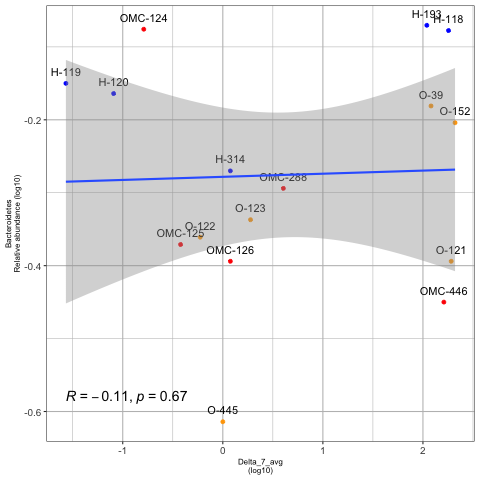 OMC-124
H-193
H-118
H-119
H-120
O-39
O-152
-0.2
H-314
OMC-288
O-123
O-122
OMC-125
OMC-126
O-121
-0.4
OMC-446
R = −0.11, p = 0.67
O-445
-0.6
-1
0
1
2
Delta_7_avg
(log10)
Bacterodetes
Relative abundance (log10)